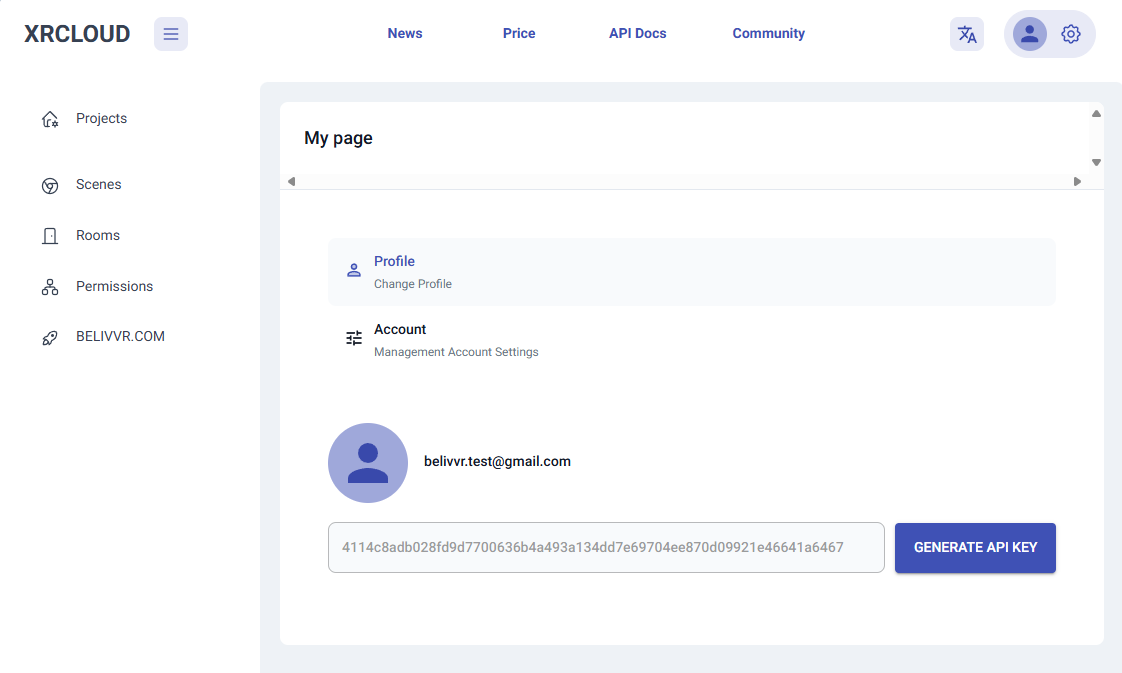 XRCLOUD
News
Price
API Docs
Community
Projects
Scenes
Rooms
Permissions
BELIVVR.COM
My page
Profile
Change Profile
Account
Management Account Settings
belivvr.test@gmail.com
4114c8adb028fd9d7700636b4a493a134dd7e69704ee870d09921e46641a6467
GENERATE API KEY